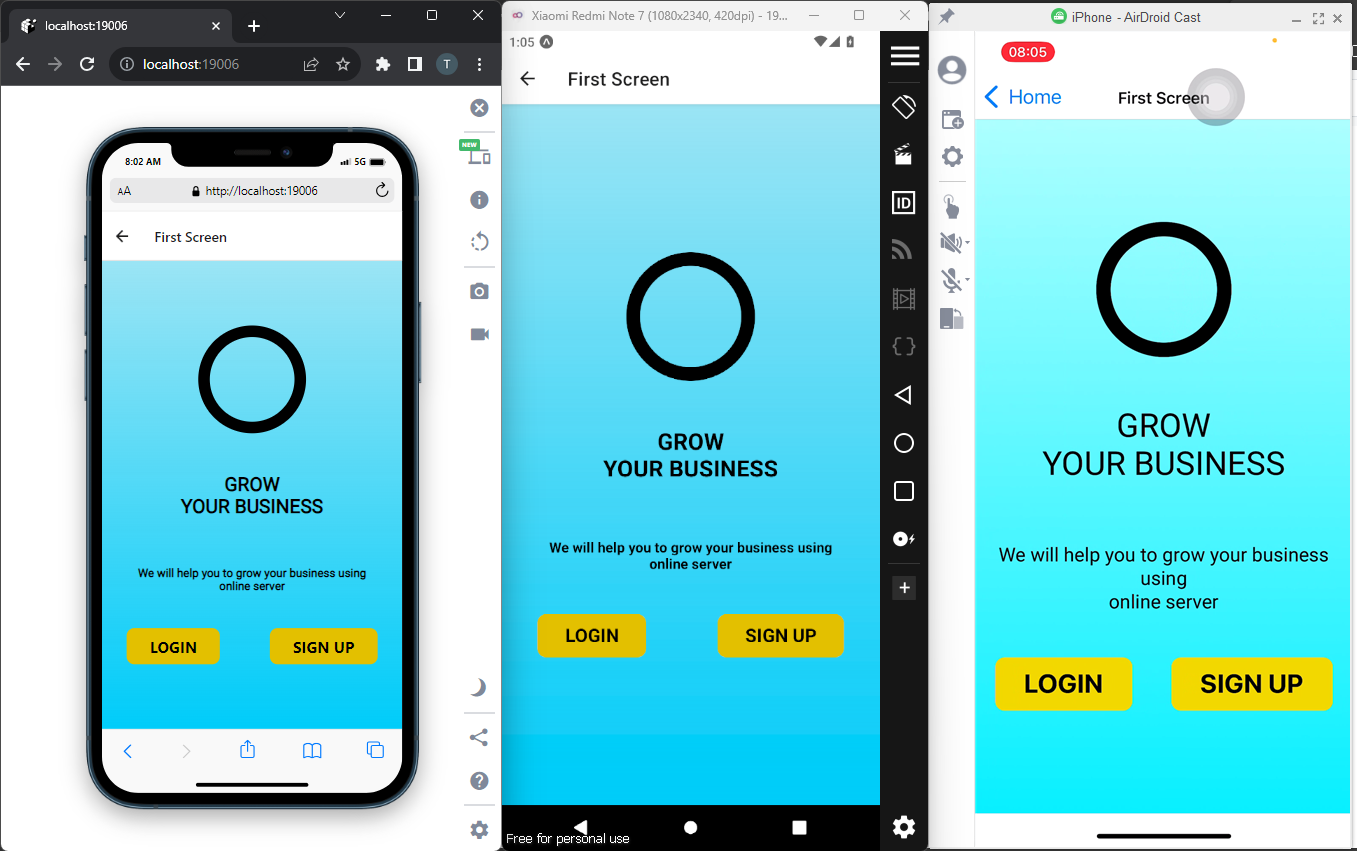 localhost:19006
localhost:19006
T
NEW
8:02 AM
5G
AA
http://localhost:19006
First Screen
GROW
YOUR BUSINESS
We will help you to grow your business using
online server
LOGIN
SIGN UP
Xiaomi Redmi Note 7 (1080x2340, 420dpi) - 19...
1:05
First Screen
GROW
YOUR BUSINESS
We will help you to grow your business using
online server
LOGIN
SIGN UP
Free for personal use
ID
iPhone - AirDroid Cast
08:05
Home
First Screen
GROW
YOUR BUSINESS
We will help you to grow your business
using
online server
LOGIN
SIGN UP